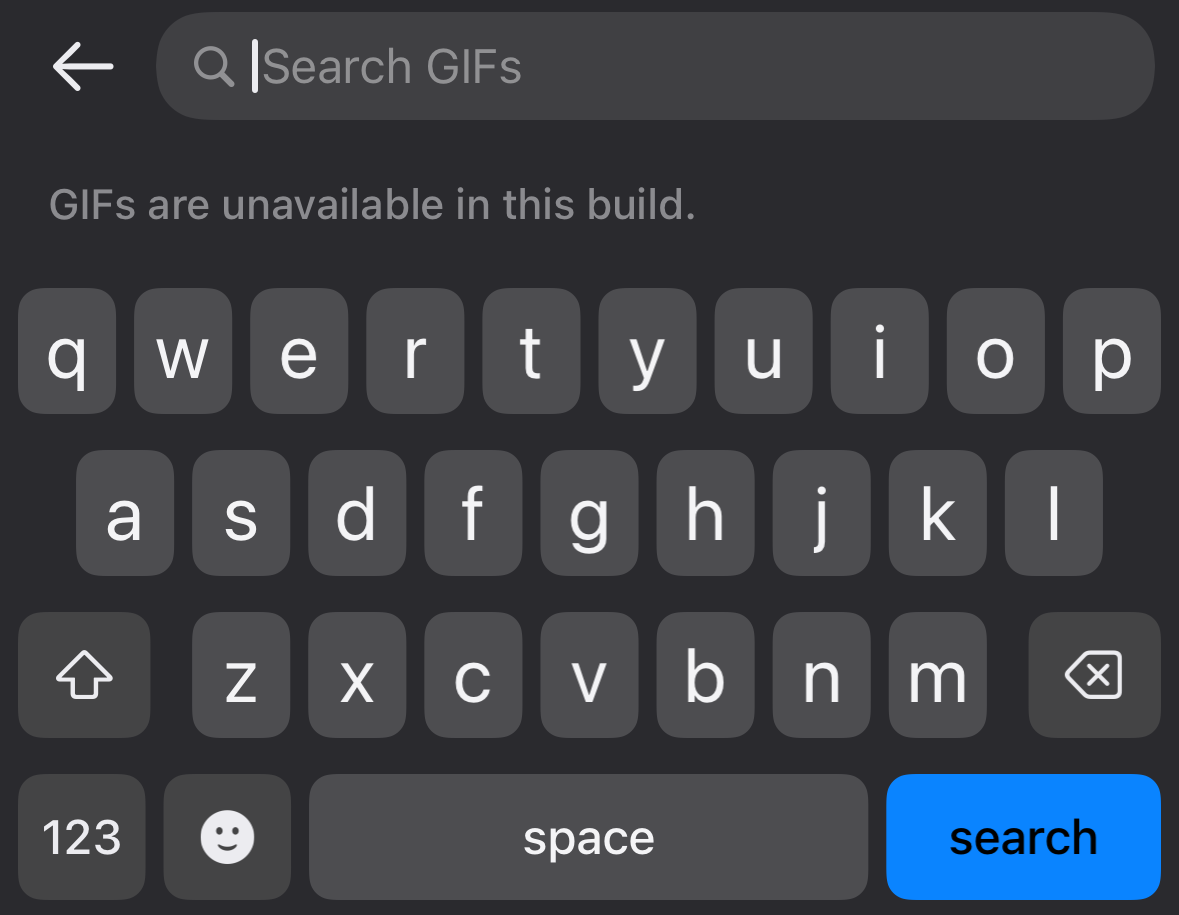 Search GIFs
GIFs are unavailable in this build.
q w e r t y u i o p
a s d f g h j k l
z x c v b n m
123 space search